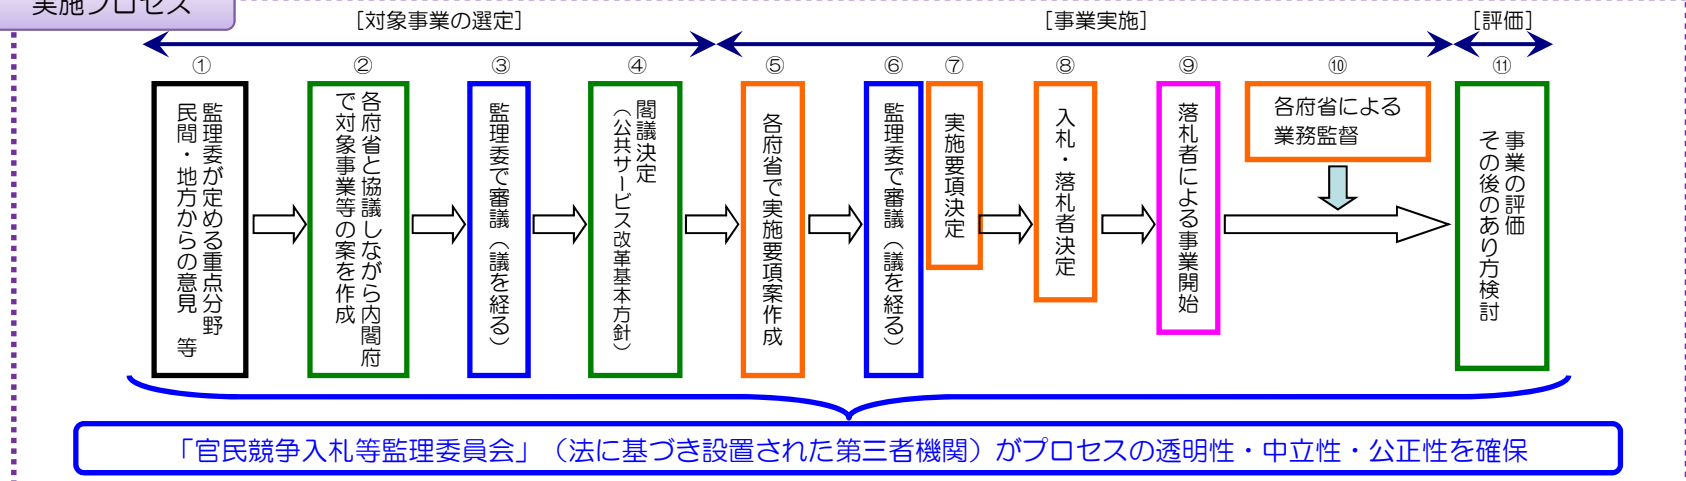 実施プロセス
［対象事業の選定］
［事業実施］
［評価］
①
②
③
④
⑤
⑥
⑦
⑧
⑨
⑩
⑪
監理委が定める重点分野
民間・地方からの意見　等
各府省と協議しながら内閣府
で対象事業等の案を作成
監理委で審議（議を経る）
閣議決定
（公共サービス改革基本方針）
各府省で実施要項案作成
監理委で審議（議を経る）
実施要項決定
入札・落札者決定
落札者による事業開始
各府省による
業務監督
事業の評価
その後のあり方検討
「官民競争入札等監理委員会」（法に基づき設置された第三者機関）がプロセスの透明性・中立性・公正性を確保